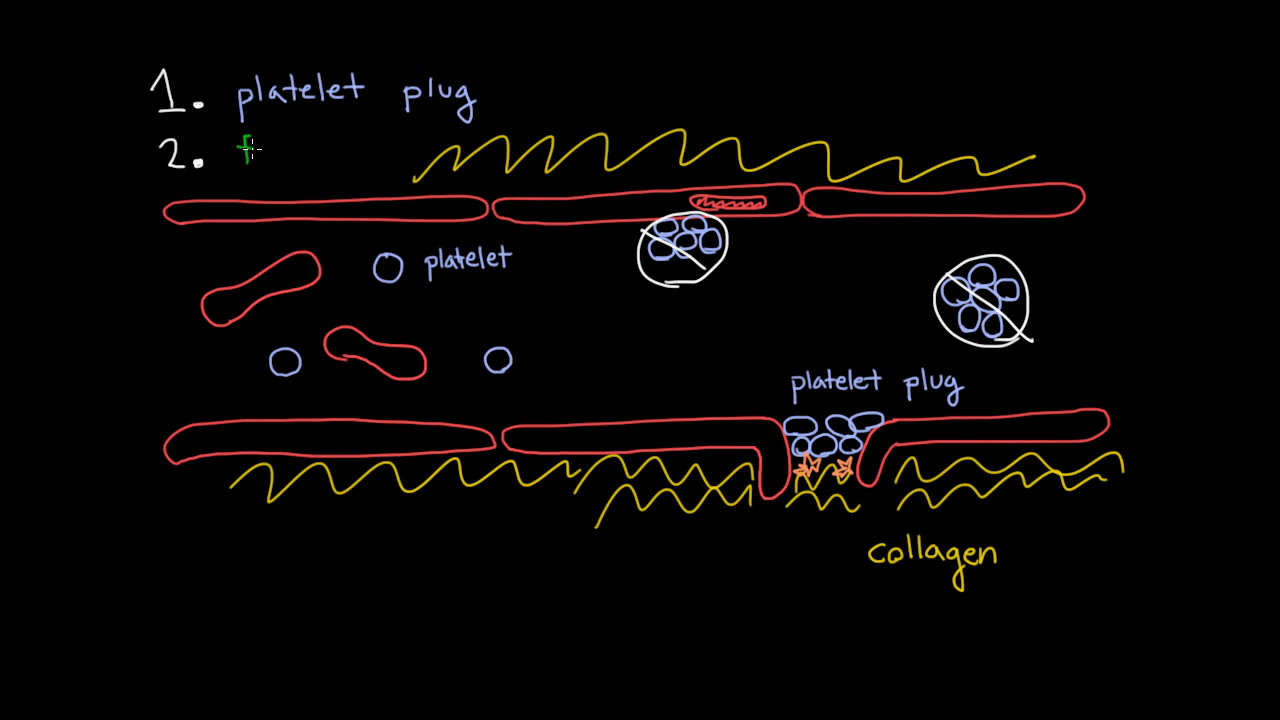 1. platelet plug
2. f
platelet
platelet plug
collagen